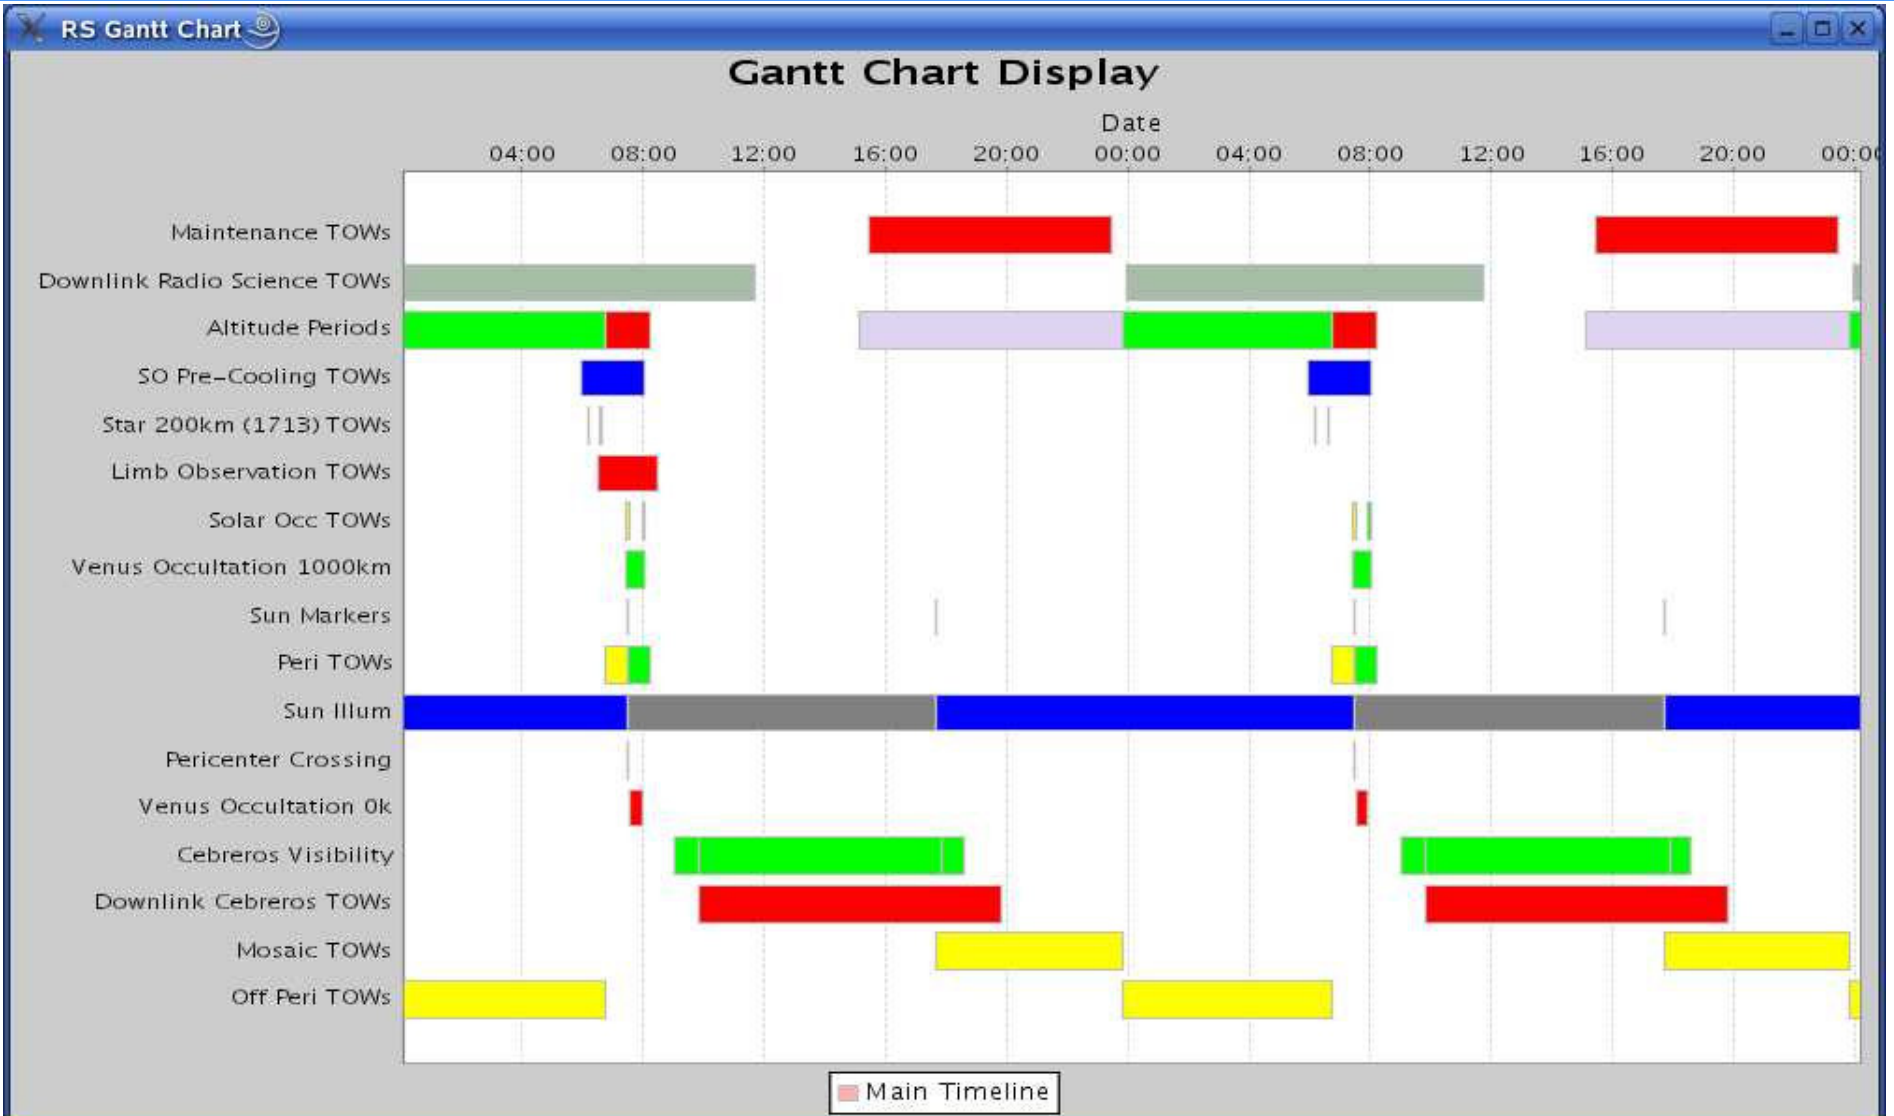 RS Gantt Chart
Gantt Chart Display
Date
04:00 08:00 12:00 16:00 20:00 00:00 04:00 08:00 12:00 16:00 20:00 00:00
Maintenance TOWs
Downlink Radio Science TOWs
Altitude Periods
SO Pre-Cooling TOWs
Star 200km (1713) TOWs
Limb Observation TOWs
Solar Occ TOWs
Venus Occultation 1000km
Sun Markers
Peri TOWs
Sun Illum
Pericenter Crossing
Venus Occultation 0k
Cebreros Visibility
Downlink Cebreros TOWs
Mosaic TOWs
Off Peri TOWs
Main Timeline